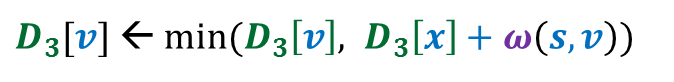 D₃[v] ← min(D₃[v], D₃[x] + ω(s, v))